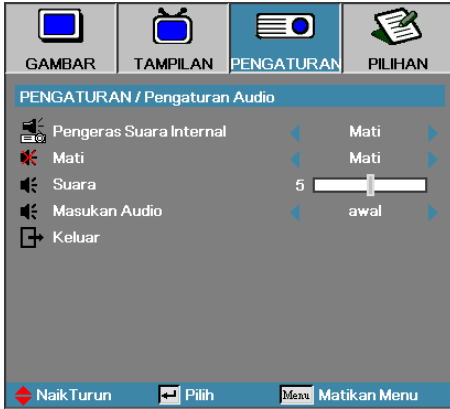 GAMBAR TAMPILAN PENGATURAN PILIHAN
PENGATURAN / Pengaturan Audio
Pengeras Suara Internal Mati
Mati Mati
Suara 5
Masukan Audio awal
Keluar
NaikTurun Pilih Menu Matikan Menu